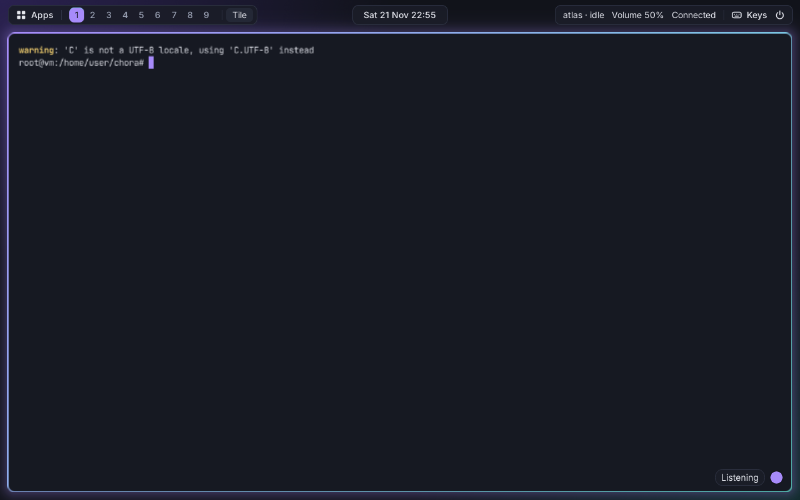 Apps 1 2 3 4 5 6 7 8 9 Tile Sat 21 Nov 22:55 atlas · idle Volume 50% Connected Keys
warning: 'C' is not a UTF-8 locale, using 'C.UTF-8' instead
root@vm:/home/user/chora#
Listening